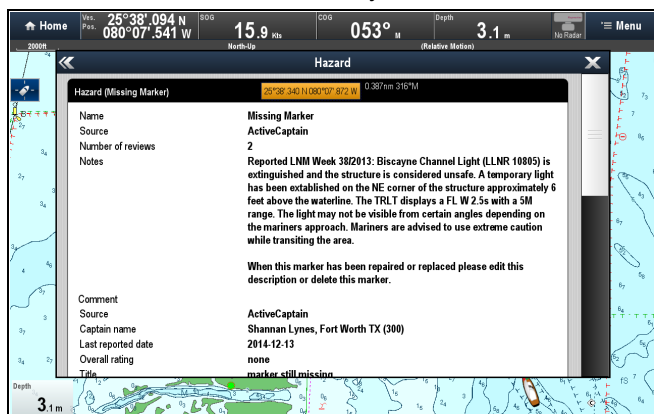 Home
Ves. Pos. 25°38'.094 N 080°07'.541 W
SOG 15.9 Kts
COG 053° M
Depth 3.1 m
No Radar
Menu
2000ft North-Up (Relative Motion)
Hazard
X
Hazard (Missing Marker) 25°38'.340 N 080°07'.872 W 0.387nm 316°M
Name Missing Marker
Source ActiveCaptain
Number of reviews 2
Notes Reported LNM Week 38/2013: Biscayne Channel Light (LLNR 10805) is
extinguished and the structure is considered unsafe. A temporary light
has been extablished on the NE corner of the structure approximately 6
feet above the waterline. The TRLT displays a FL W 2.5s with a 5M
range. The light may not be visible from certain angles depending on
the mariners approach. Mariners are advised to use extreme caution
while transiting the area.
When this marker has been repaired or replaced please edit this
description or delete this marker.
Comment
Source ActiveCaptain
Captain name Shannan Lynes, Fort Worth TX (300)
Last reported date 2014-12-13
Overall rating none
Title marker still missing
Depth
3.1 m